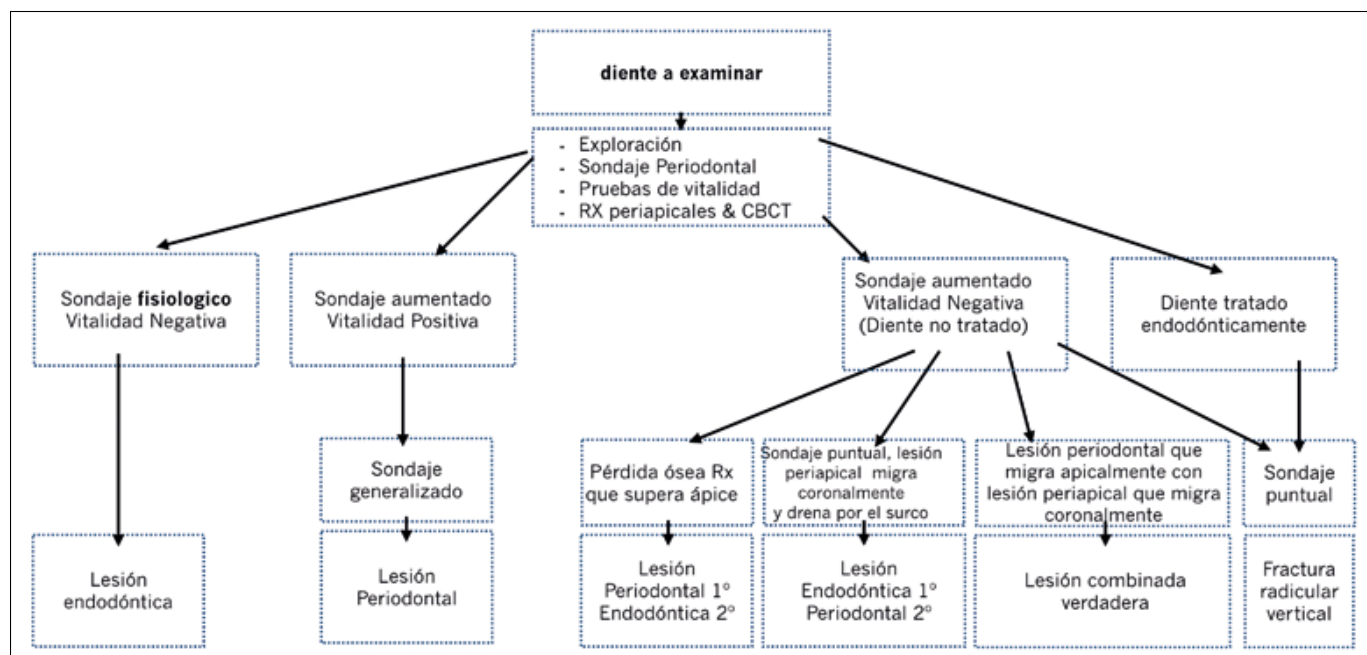 diente a examinar
- Exploración
- Sondaje Periodontal
- Pruebas de vitalidad
- RX periapicales & CBCT
Sondaje fisiologico
Vitalidad Negativa
Sondaje aumentado
Vitalidad Positiva
Sondaje aumentado
Vitalidad Negativa
(Diente no tratado)
Diente tratado
endodónticamente
Sondaje
generalizado
Pérdida ósea Rx
que supera ápice
Sondaje puntual, lesión
periapical migra
coronalmente
y drena por el surco
Lesión periodontal que
migra apicalmente con
lesión periapical que migra
coronalmente
Sondaje
puntual
Lesión
endodóntica
Lesión
Periodontal
Lesión
Periodontal 1º
Endodóntica 2º
Lesión
Endodóntica 1º
Periodontal 2º
Lesión combinada
verdadera
Fractura
radicular
vertical